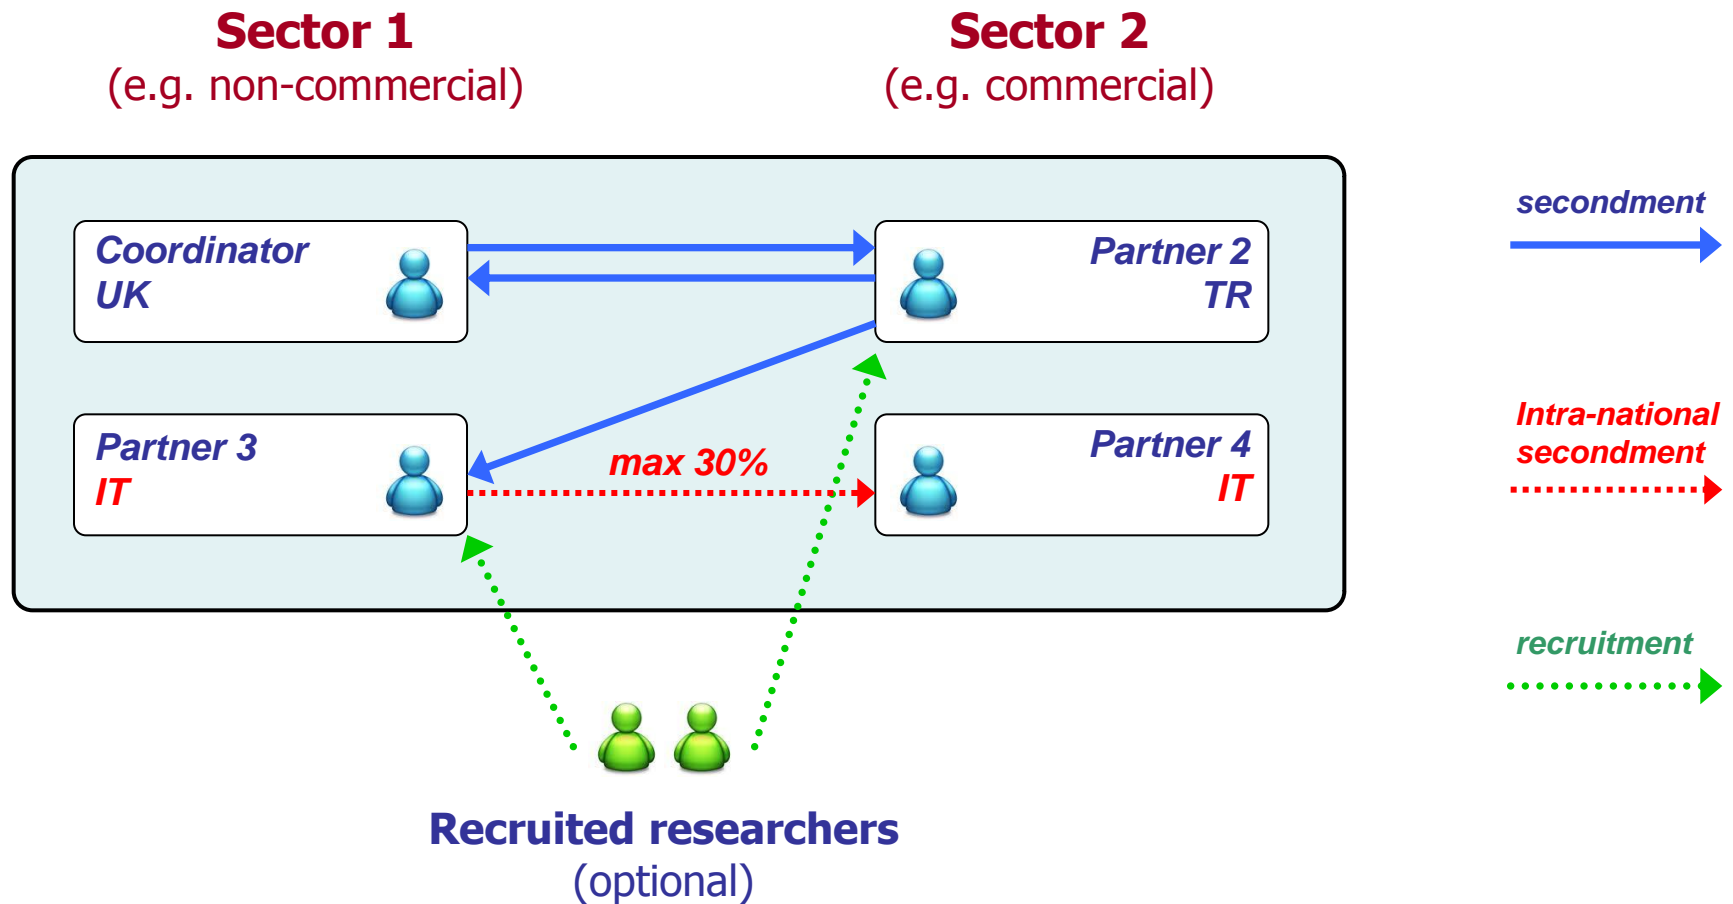 Sector 1
(e.g. non-commercial)
Sector 2
(e.g. commercial)
Coordinator
UK
Partner 2
TR
Partner 3
IT
max 30%
Partner 4
IT
Recruited researchers
(optional)
secondment
Intra-national
secondment
recruitment